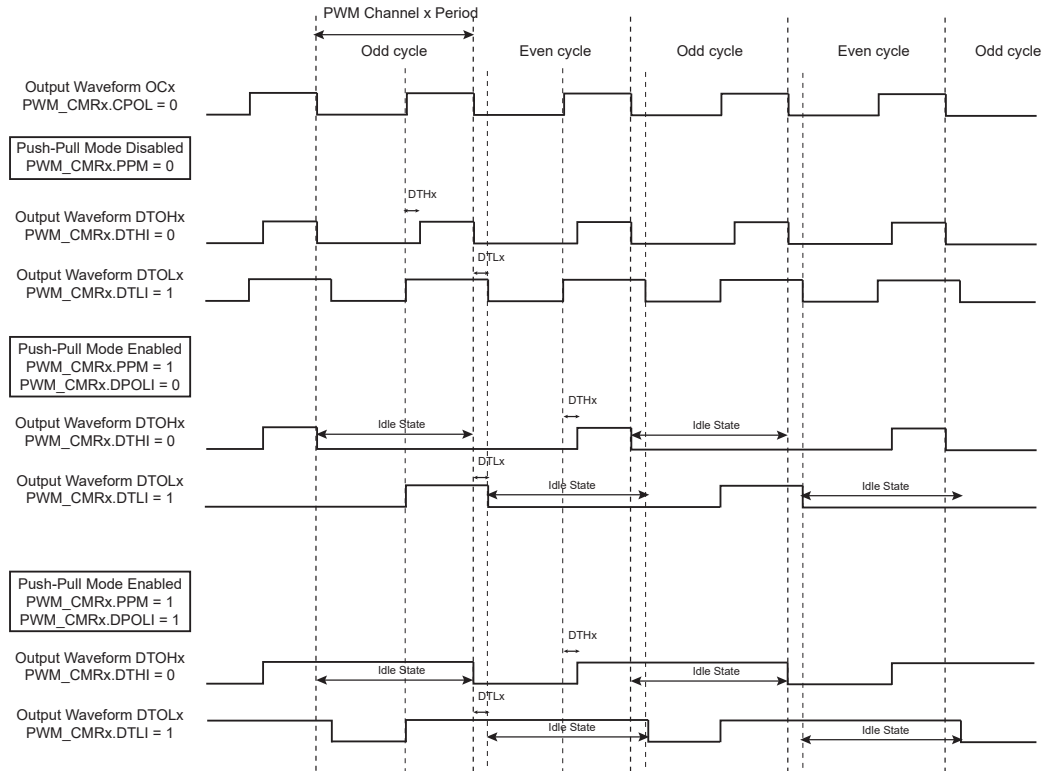 PWM Channel x Period
Odd cycle
Even cycle
Odd cycle
Even cycle
Odd cycle
Output Waveform OCx
PWM_CMRx.CPOL = 0
Push-Pull Mode Disabled
PWM_CMRx.PPM = 0
DTHx
Output Waveform DTOHx
PWM_CMRx.DTHI = 0
DTLx
Output Waveform DTOLx
PWM_CMRx.DTLI = 1
Push-Pull Mode Enabled
PWM_CMRx.PPM = 1
PWM_CMRx.DPOLI = 0
DTHx
Output Waveform DTOHx
PWM_CMRx.DTHI = 0
Idle State
Idle State
DTLx
Output Waveform DTOLx
PWM_CMRx.DTLI = 1
Idle State
Idle State
Push-Pull Mode Enabled
PWM_CMRx.PPM = 1
PWM_CMRx.DPOLI = 1
DTHx
Output Waveform DTOHx
PWM_CMRx.DTHI = 0
Idle State
Idle State
DTLx
Output Waveform DTOLx
PWM_CMRx.DTLI = 1
Idle State
Idle State